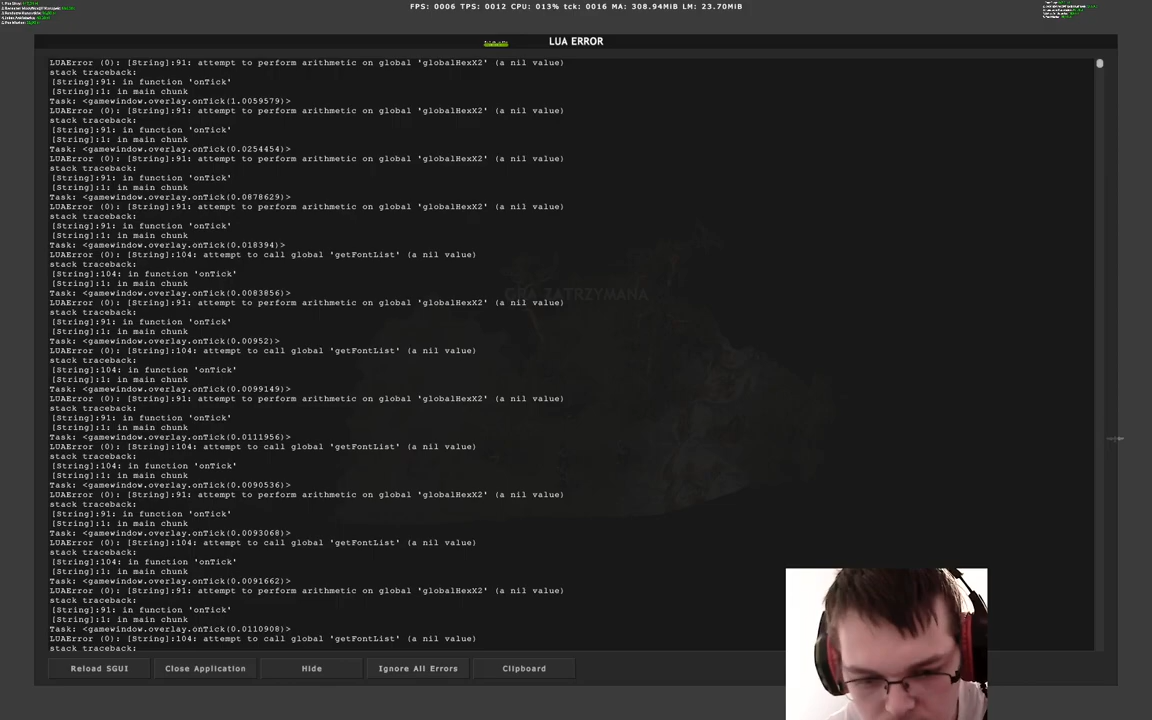 FPS: 0006 TPS: 0012 CPU: 013% tck: 0016 MA: 308.94MiB LM: 23.70MiB
LUA ERROR
LUAError (0): [String]:91: attempt to perform arithmetic on global 'globalHexX2' (a nil value)
stack traceback:
[String]:91: in function 'onTick'
[String]:1: in main chunk
Task: <gamewindow.overlay.onTick(1.0059579)>
LUAError (0): [String]:91: attempt to perform arithmetic on global 'globalHexX2' (a nil value)
stack traceback:
[String]:91: in function 'onTick'
[String]:1: in main chunk
Task: <gamewindow.overlay.onTick(0.0254454)>
LUAError (0): [String]:91: attempt to perform arithmetic on global 'globalHexX2' (a nil value)
stack traceback:
[String]:91: in function 'onTick'
[String]:1: in main chunk
Task: <gamewindow.overlay.onTick(0.0878629)>
LUAError (0): [String]:91: attempt to perform arithmetic on global 'globalHexX2' (a nil value)
stack traceback:
[String]:91: in function 'onTick'
[String]:1: in main chunk
Task: <gamewindow.overlay.onTick(0.018394)>
LUAError (0): [String]:104: attempt to call global 'getFontList' (a nil value)
stack traceback:
[String]:104: in function 'onTick'
[String]:1: in main chunk
Task: <gamewindow.overlay.onTick(0.0083856)>
GRA ZATRZYMANA
LUAError (0): [String]:91: attempt to perform arithmetic on global 'globalHexX2' (a nil value)
stack traceback:
[String]:91: in function 'onTick'
[String]:1: in main chunk
Task: <gamewindow.overlay.onTick(0.00952)>
LUAError (0): [String]:104: attempt to call global 'getFontList' (a nil value)
stack traceback:
[String]:104: in function 'onTick'
[String]:1: in main chunk
Task: <gamewindow.overlay.onTick(0.0099149)>
LUAError (0): [String]:91: attempt to perform arithmetic on global 'globalHexX2' (a nil value)
stack traceback:
[String]:91: in function 'onTick'
[String]:1: in main chunk
Task: <gamewindow.overlay.onTick(0.0111956)>
LUAError (0): [String]:104: attempt to call global 'getFontList' (a nil value)
stack traceback:
[String]:104: in function 'onTick'
[String]:1: in main chunk
Task: <gamewindow.overlay.onTick(0.0090536)>
LUAError (0): [String]:91: attempt to perform arithmetic on global 'globalHexX2' (a nil value)
stack traceback:
[String]:91: in function 'onTick'
[String]:1: in main chunk
Task: <gamewindow.overlay.onTick(0.0093068)>
LUAError (0): [String]:104: attempt to call global 'getFontList' (a nil value)
stack traceback:
[String]:104: in function 'onTick'
[String]:1: in main chunk
Task: <gamewindow.overlay.onTick(0.0091662)>
LUAError (0): [String]:91: attempt to perform arithmetic on global 'globalHexX2' (a nil value)
stack traceback:
[String]:91: in function 'onTick'
[String]:1: in main chunk
Task: <gamewindow.overlay.onTick(0.0110908)>
LUAError (0): [String]:104: attempt to call global 'getFontList' (a nil value)
stack traceback:
Reload SGUI Close Application Hide Ignore All Errors Clipboard